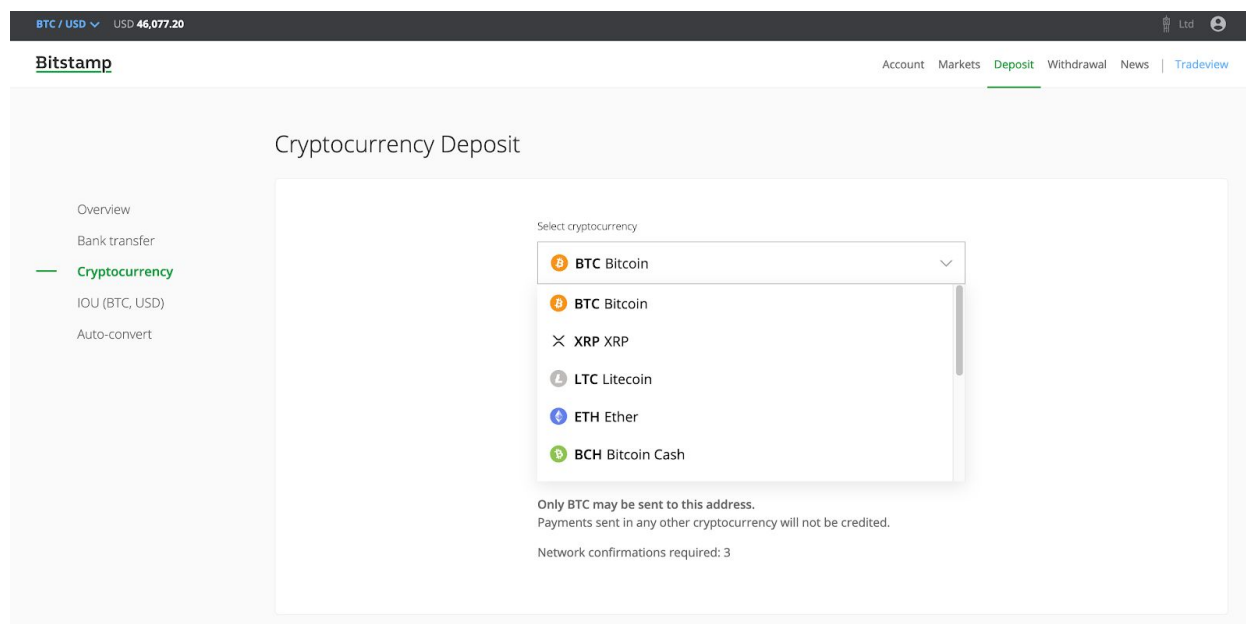 BTC / USD USD 46,077.20
Ltd
Bitstamp
Account Markets Deposit Withdrawal News | Tradeview
Cryptocurrency Deposit
Overview
Bank transfer
Cryptocurrency
IOU (BTC, USD)
Auto-convert
Select cryptocurrency
BTC Bitcoin
BTC Bitcoin
XRP XRP
LTC Litecoin
ETH Ether
BCH Bitcoin Cash
Only BTC may be sent to this address.
Payments sent in any other cryptocurrency will not be credited.
Network confirmations required: 3